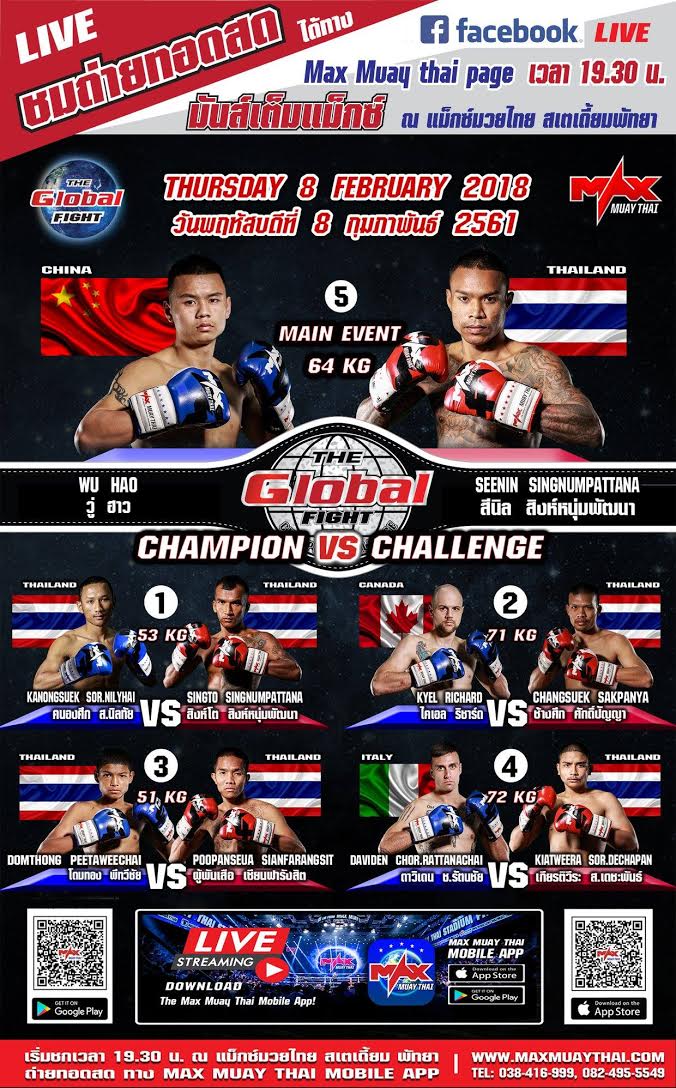 LIVE
ชมถ่ายทอดสด ได้ทาง
facebook LIVE
Max Muay thai page เวลา 19.30 น.
มันส์เต็มแม็กซ์ ณ แม็กซ์มวยไทย สเตเดี้ยมพัทยา
THE
Global
FIGHT
THURSDAY 8 FEBRUARY 2018
วันพฤหัสบดีที่ 8 กุมภาพันธ์ 2561
MAX
MUAY THAI
CHINA
THAILAND
5
MAIN EVENT
64 KG
WU HAO
วู่ ฮาว
THE
Global
FIGHT
SEENIN SINGNUMPATTANA
สีนิล สิงห์หนุ่มพัฒนา
CHAMPION VS CHALLENGE
THAILAND
1
THAILAND
53 KG
KANONGSUEK SOR.NILYHAI
คนองศึก ส.นิลทัย
VS
SINGTO SINGNUMPATTANA
สิงห์โต สิงห์หนุ่มพัฒนา
CANADA
2
THAILAND
71 KG
KYEL RICHARD
ไคเอล ริชาร์ด
VS
CHANGSUEK SAKPANYA
ช้างศึก ศักดิ์ปัญญา
THAILAND
3
THAILAND
51 KG
DOMTHONG PEETAWEECHAI
โดมทอง พีทวีชัย
VS
POOPANSEUA SIANFARANGSIT
ภู่พันเสือ เซียนฟารังสิต
ITALY
4
THAILAND
72 KG
DAVIDEN CHOR.RATTANACHAI
ดาวิเดน ช.รัตนชัย
VS
KIATWEERA SOR.DECHAPAN
เกียรติวีระ ส.เดชะพันธ์
GET IT ON
Google Play
LIVE
STREAMING
DOWNLOAD
The Max Muay Thai Mobile App!
MAX
MUAY THAI
MAX MUAY THAI
MOBILE APP
Download on the
App Store
GET IT ON
Google Play
Download on the
App Store
เริ่มชกเวลา 19.30 น. ณ แม็กซ์มวยไทย สเตเดี้ยม พัทยา
ถ่ายทอดสด ทาง MAX MUAY THAI MOBILE APP
WWW.MAXMUAYTHAI.COM
TEL: 038-416-999, 082-495-5549